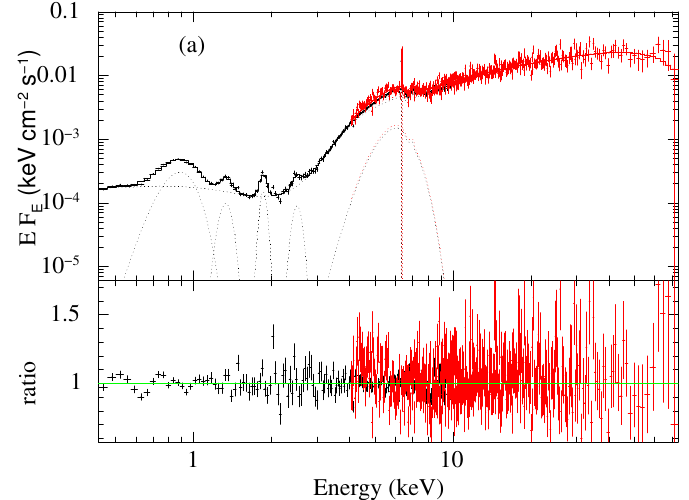 0.1
(a)
0.01
10⁻³
10⁻⁴
10⁻⁵
E F_E (keV cm⁻² s⁻¹)
1.5
1
ratio
1 10
Energy (keV)